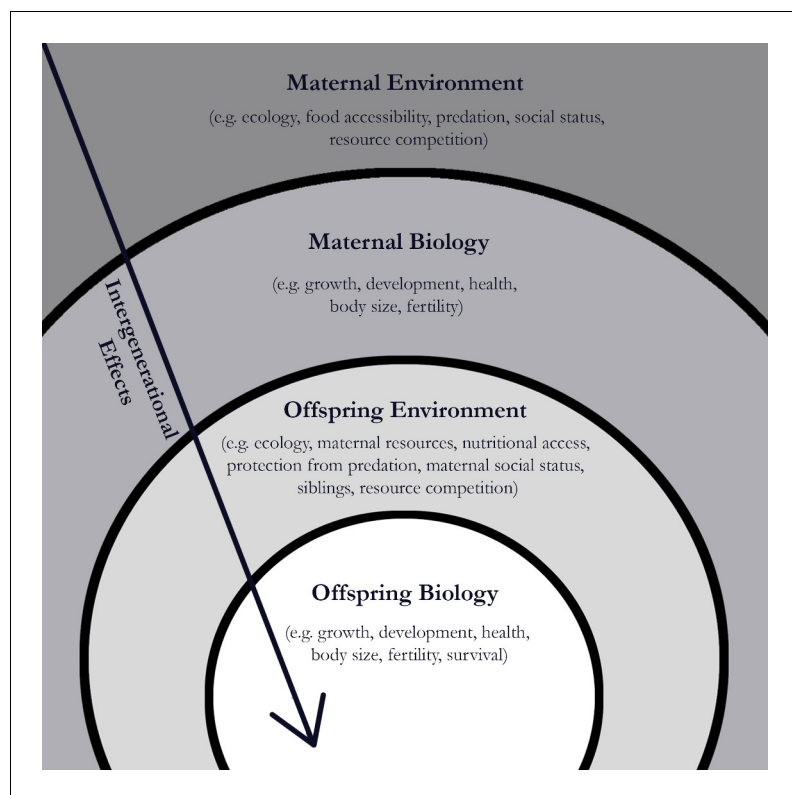 Maternal Environment
(e.g. ecology, food accessibility, predation, social status,
resource competition)
Maternal Biology
(e.g. growth, development, health,
body size, fertility)
Intergenerational
Effects
Offspring Environment
(e.g. ecology, maternal resources, nutritional access,
protection from predation, maternal social status,
siblings, resource competition)
Offspring Biology
(e.g. growth, development, health,
body size, fertility, survival)